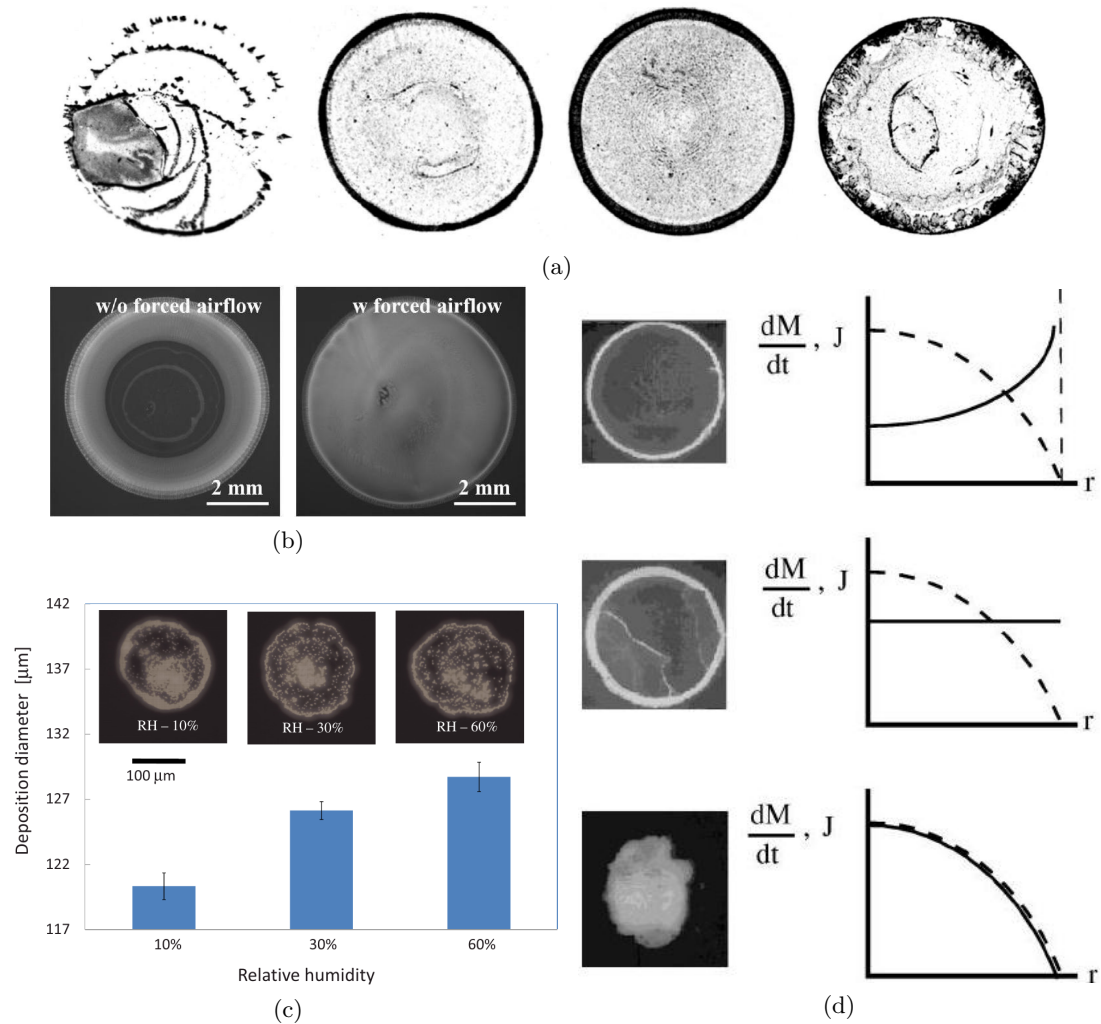 (a)
w/o forced airflow
2 mm
w forced airflow
2 mm
(b)
142
137
132
127
122
117
Deposition diameter [µm]
RH – 10%
RH – 30%
RH – 60%
100 µm
10%
30%
60%
Relative humidity
(c)
dM
dt
, J
r
dM
dt
, J
r
dM
dt
, J
r
(d)